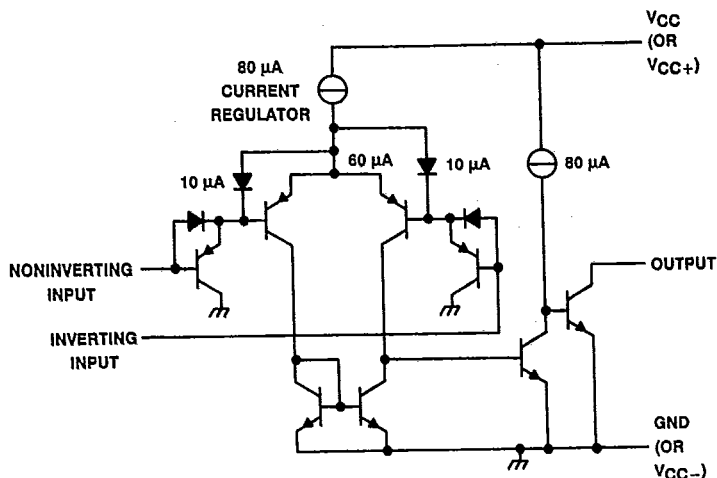 VCC
(OR
VCC+)
80 µA
CURRENT
REGULATOR
60 µA
10 µA
10 µA
80 µA
NONINVERTING
INPUT
OUTPUT
INVERTING
INPUT
GND
(OR
VCC−)